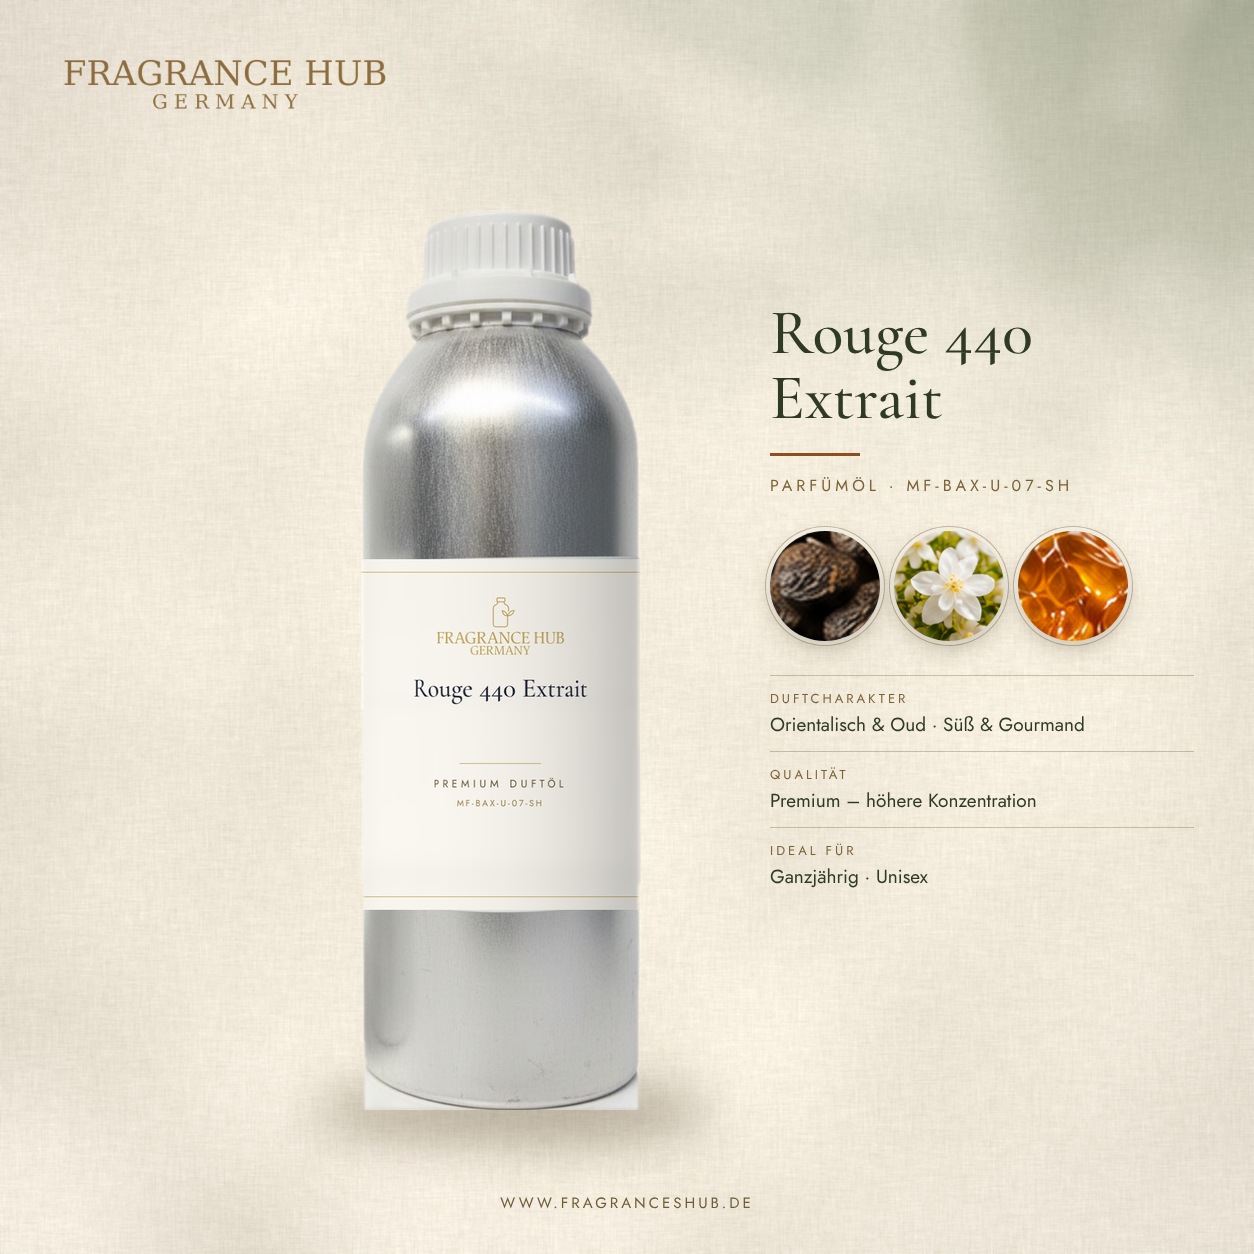 FRAGRANCE HUB
GERMANY
Rouge 440
Extrait
PARFÜMÖL · MF-BAX-U-07-SH
DUFTCHARAKTER
Orientalisch & Oud · Süß & Gourmand
QUALITÄT
Premium – höhere Konzentration
IDEAL FÜR
Ganzjährig · Unisex
FRAGRANCE HUB
GERMANY
Rouge 440 Extrait
PREMIUM DUFTÖL
MF-BAX-U-07-SH
WWW.FRAGRANCESHUB.DE